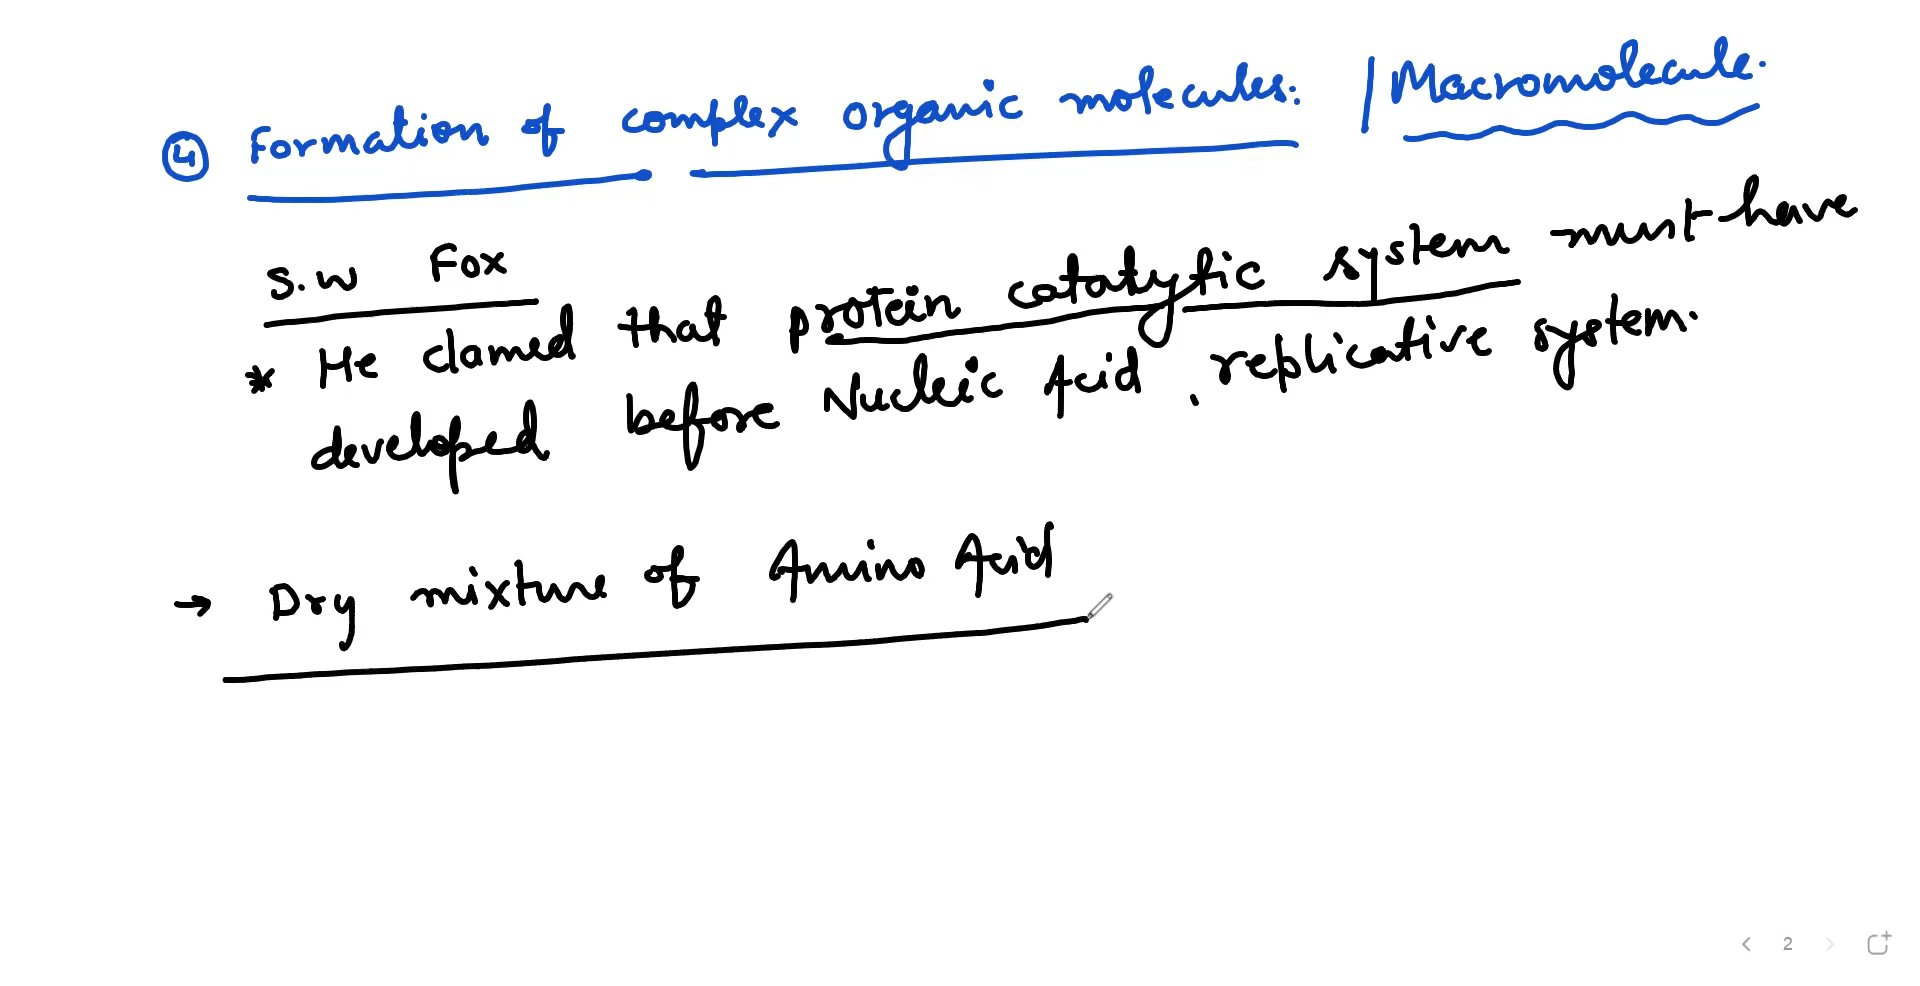 ④ Formation of complex organic molecules. / Macromolecule.
S.W Fox
* He clamed that protein catalytic system must have
developed before Nucleic Acid, replicative system.
→ Dry mixture of Amino Acid
2